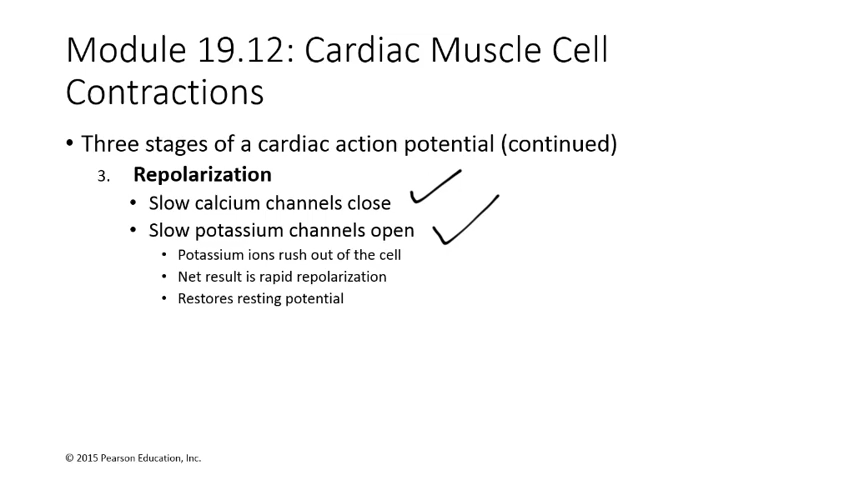 Module 19.12: Cardiac Muscle Cell
Contractions
• Three stages of a cardiac action potential (continued)
3. Repolarization
• Slow calcium channels close
• Slow potassium channels open
• Potassium ions rush out of the cell
• Net result is rapid repolarization
• Restores resting potential
© 2015 Pearson Education, Inc.